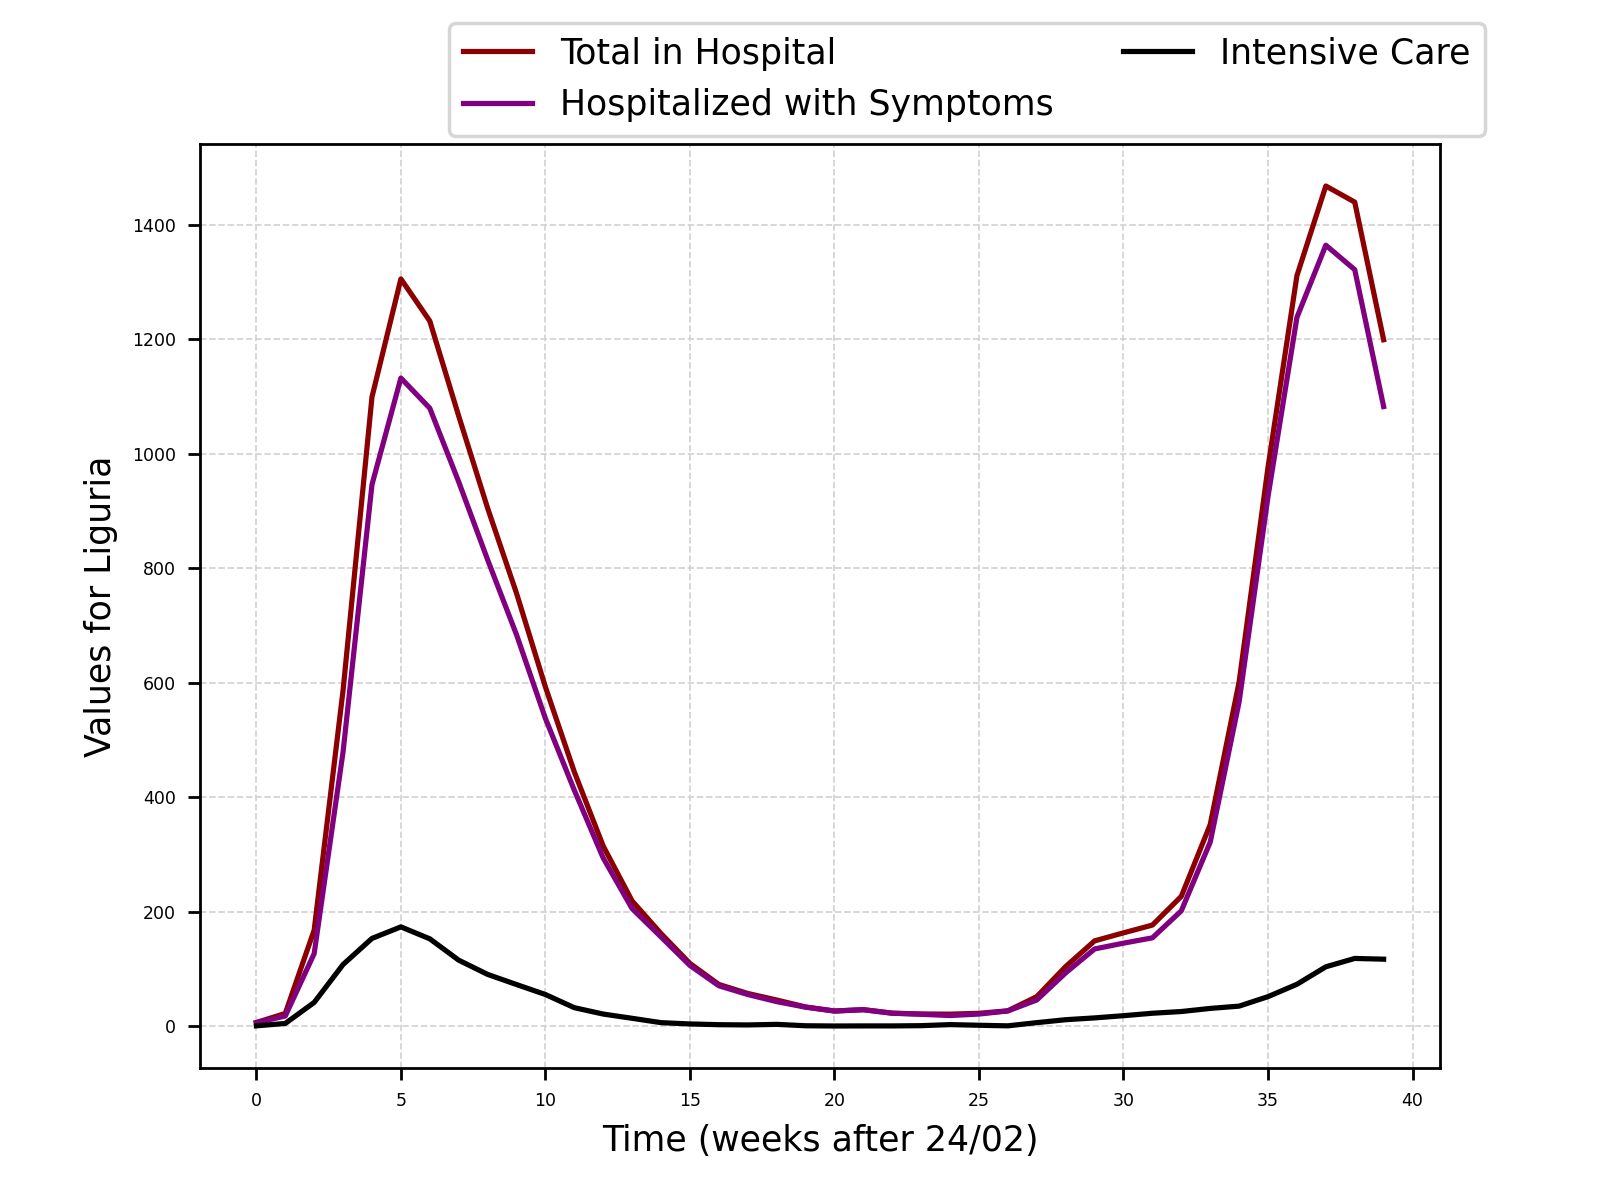 Total in Hospital
Hospitalized with Symptoms
Intensive Care
Values for Liguria
1400
1200
1000
800
600
400
200
0
0 5 10 15 20 25 30 35 40
Time (weeks after 24/02)